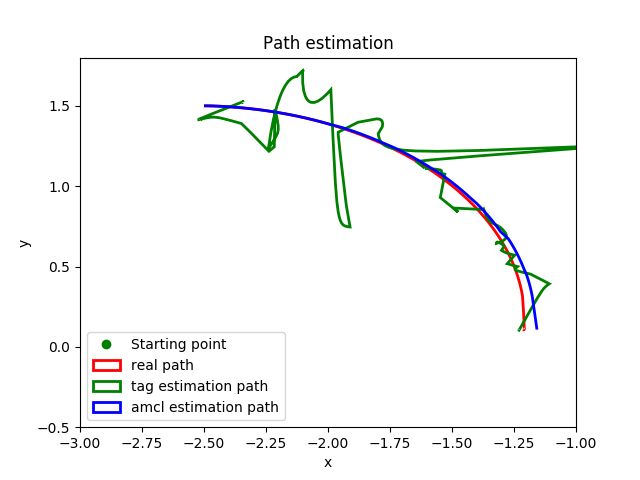 Path estimation
y
1.5
1.0
0.5
0.0
−0.5
Starting point
real path
tag estimation path
amcl estimation path
−3.00 −2.75 −2.50 −2.25 −2.00 −1.75 −1.50 −1.25 −1.00
x